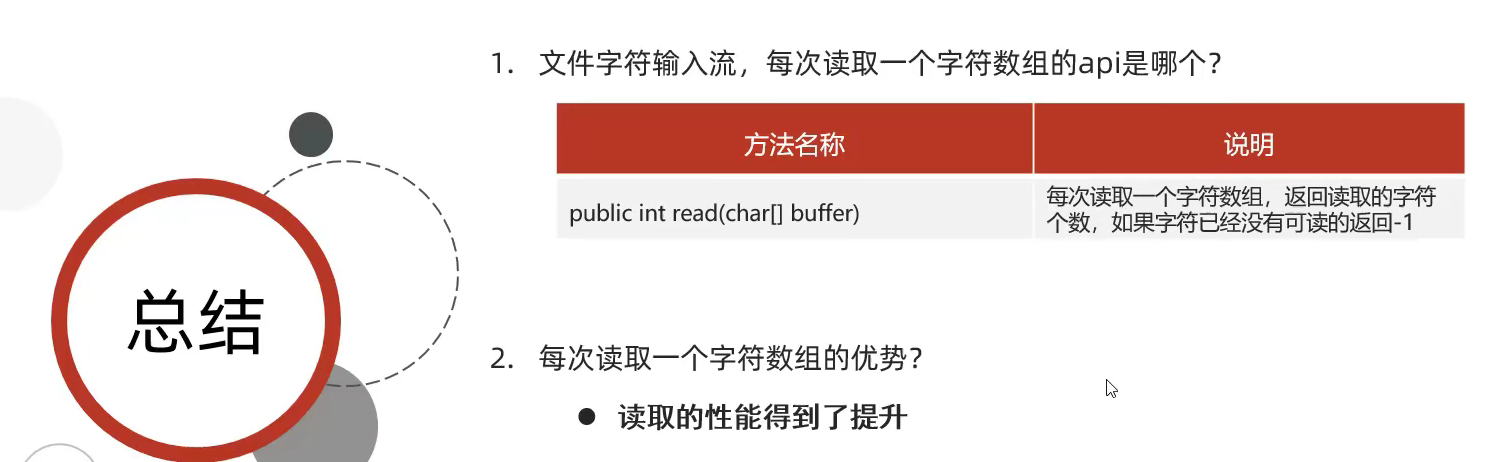 总结
1. 文件字符输入流，每次读取一个字符数组的api是哪个？
方法名称
说明
public int read(char[] buffer)
每次读取一个字符数组，返回读取的字符
个数，如果字符已经没有可读的返回-1
2. 每次读取一个字符数组的优势？
● 读取的性能得到了提升